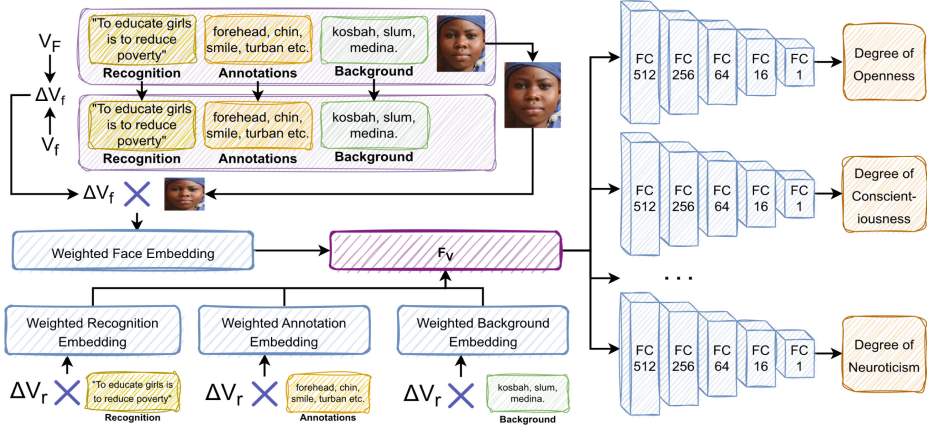 V_F
ΔV_f
V_f
"To educate girls
is to reduce
poverty"
Recognition
forehead, chin,
smile, turban etc.
Annotations
kosbah, slum,
medina.
Background
"To educate girls
is to reduce
poverty"
Recognition
forehead, chin,
smile, turban etc.
Annotations
kosbah, slum,
medina.
Background
ΔV_f
Weighted Face Embedding
F_V
Weighted Recognition
Embedding
Weighted Annotation
Embedding
Weighted Background
Embedding
ΔV_r
"To educate girls is
to reduce poverty"
Recognition
ΔV_r
forehead, chin,
smile, turban etc.
Annotations
ΔV_r
kosbah, slum,
medina.
Background
FC
512
FC
256
FC
64
FC
16
FC
1
Degree of
Openness
FC
512
FC
256
FC
64
FC
16
FC
1
Degree of
Conscient-
iousness
...
FC
512
FC
256
FC
64
FC
16
FC
1
Degree of
Neuroticism